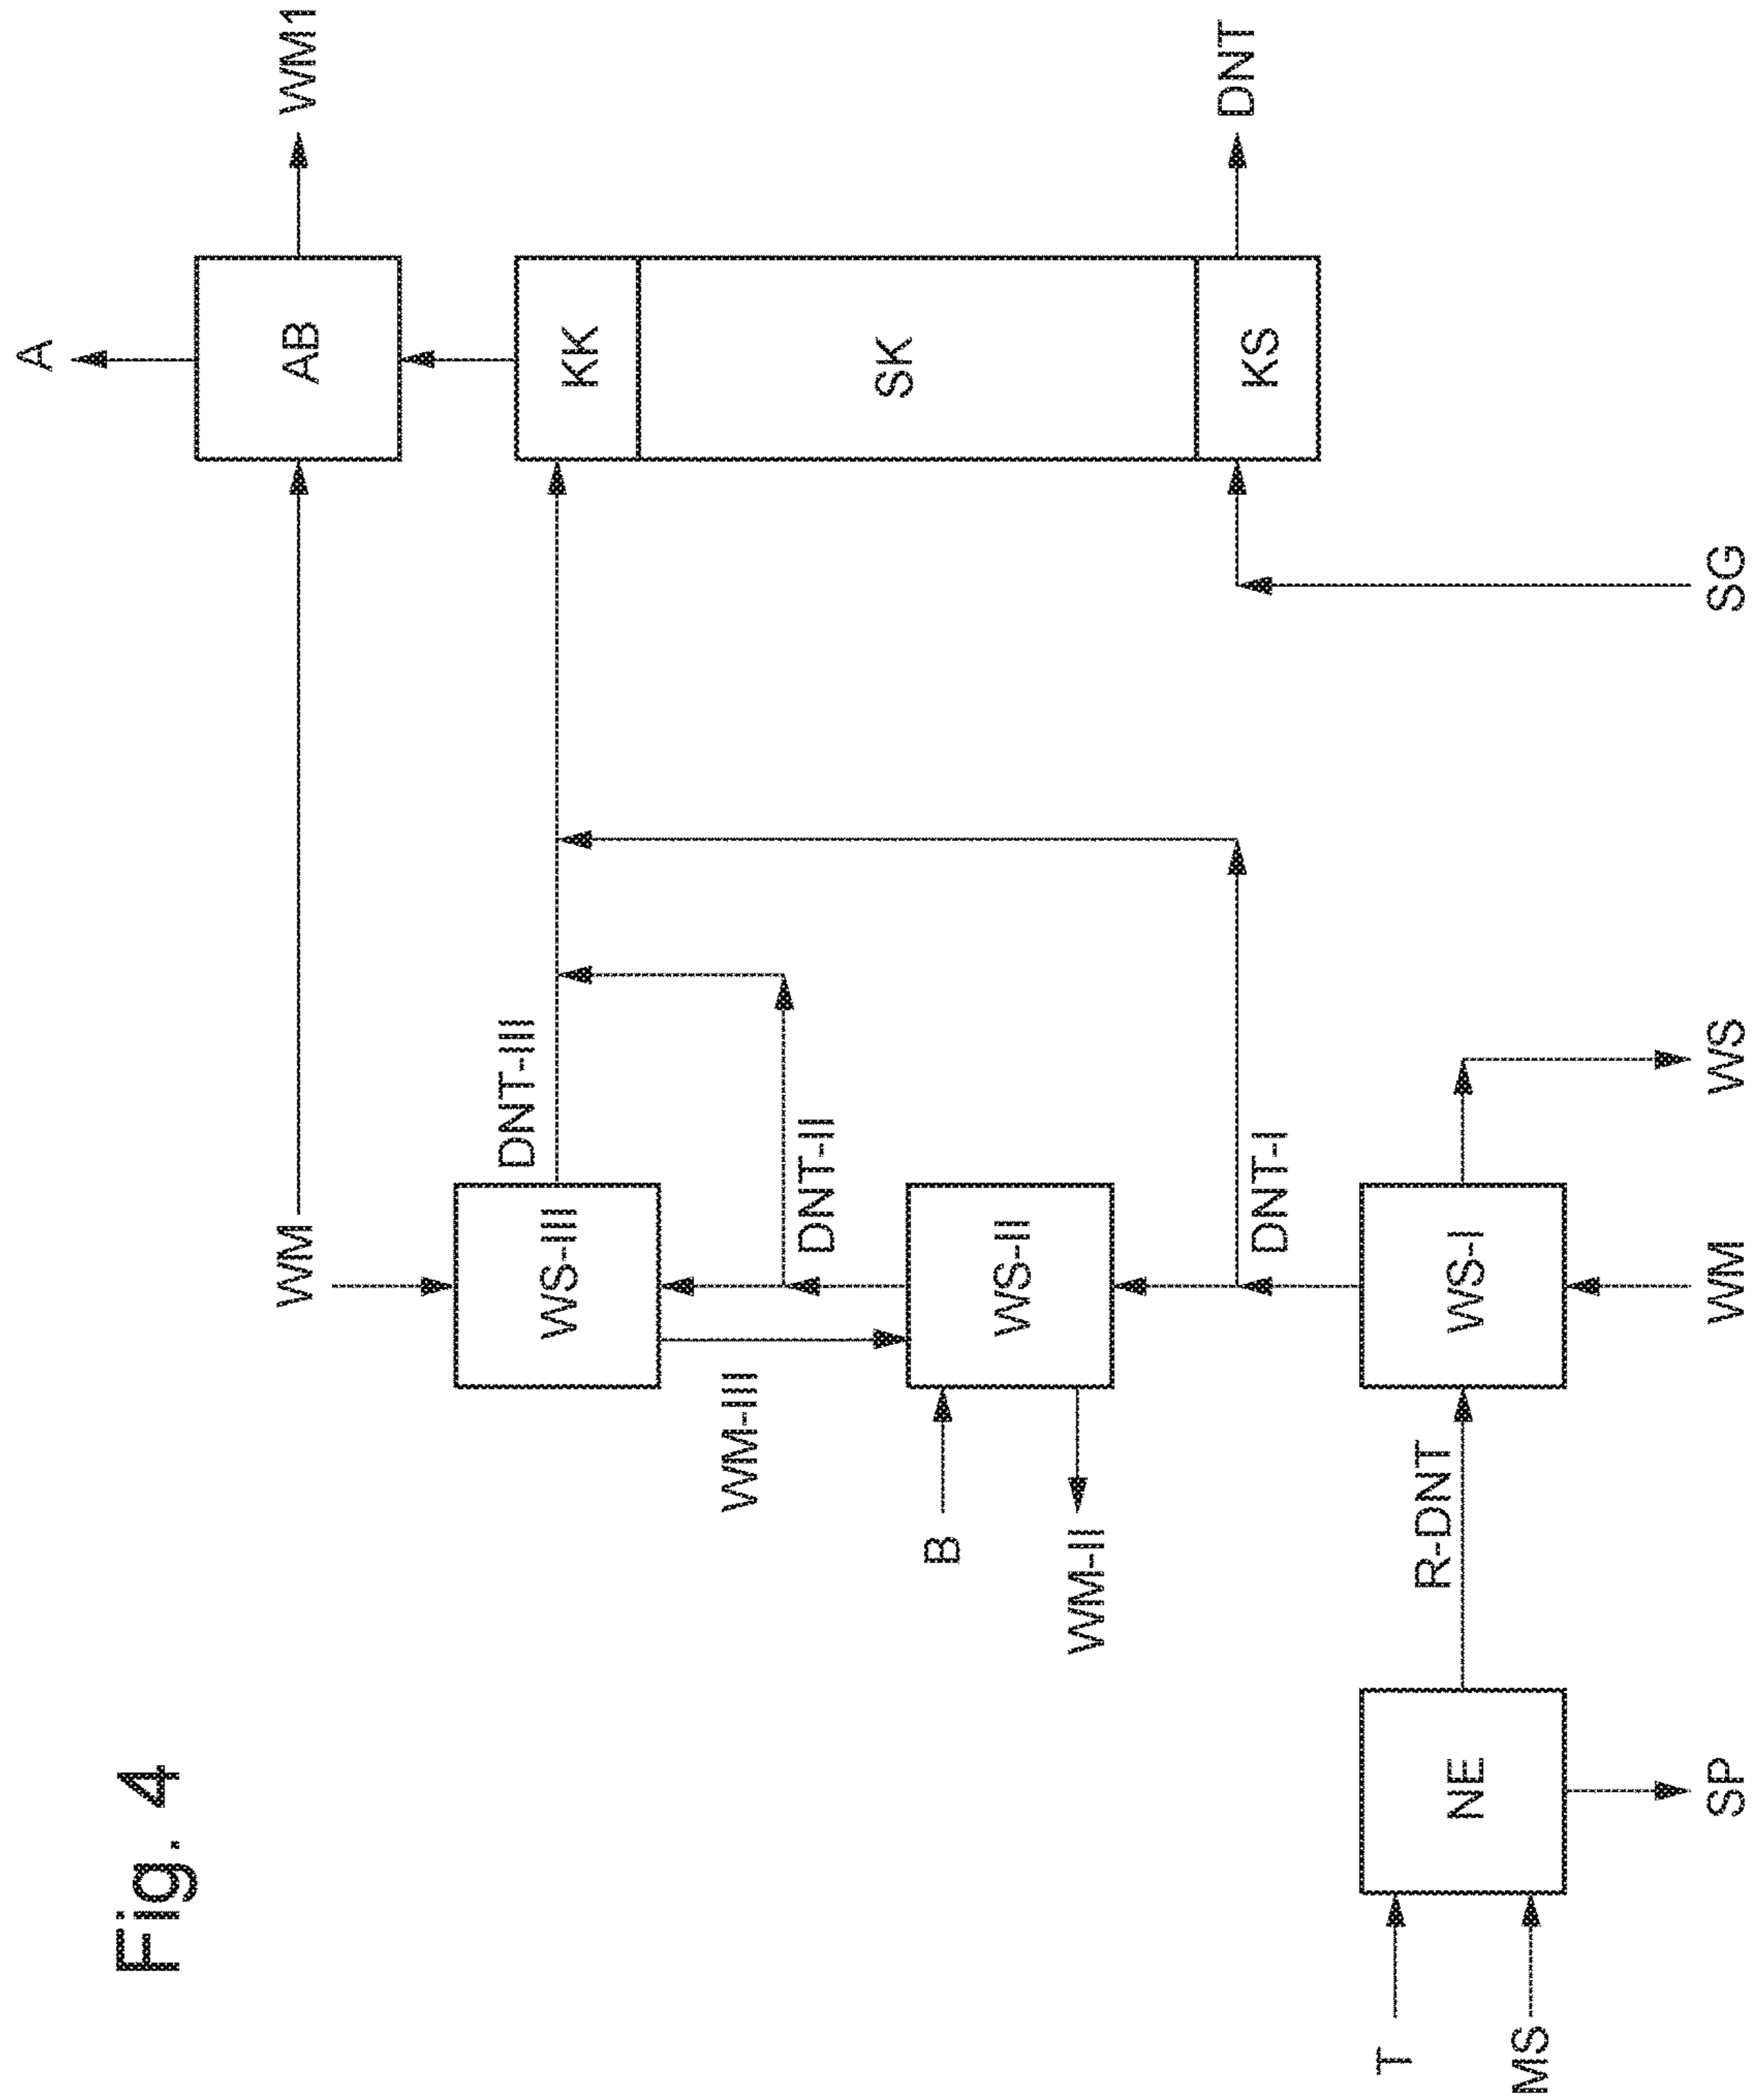 Fig. 4
T
MS
NE
SP
R-DNT
WS-I
WM
WS
DNT-I
B
WM-II
WS-II
DNT-II
WM-III
WS-III
DNT-III
WM
A
AB
WM1
KK
SK
KS
DNT
SG